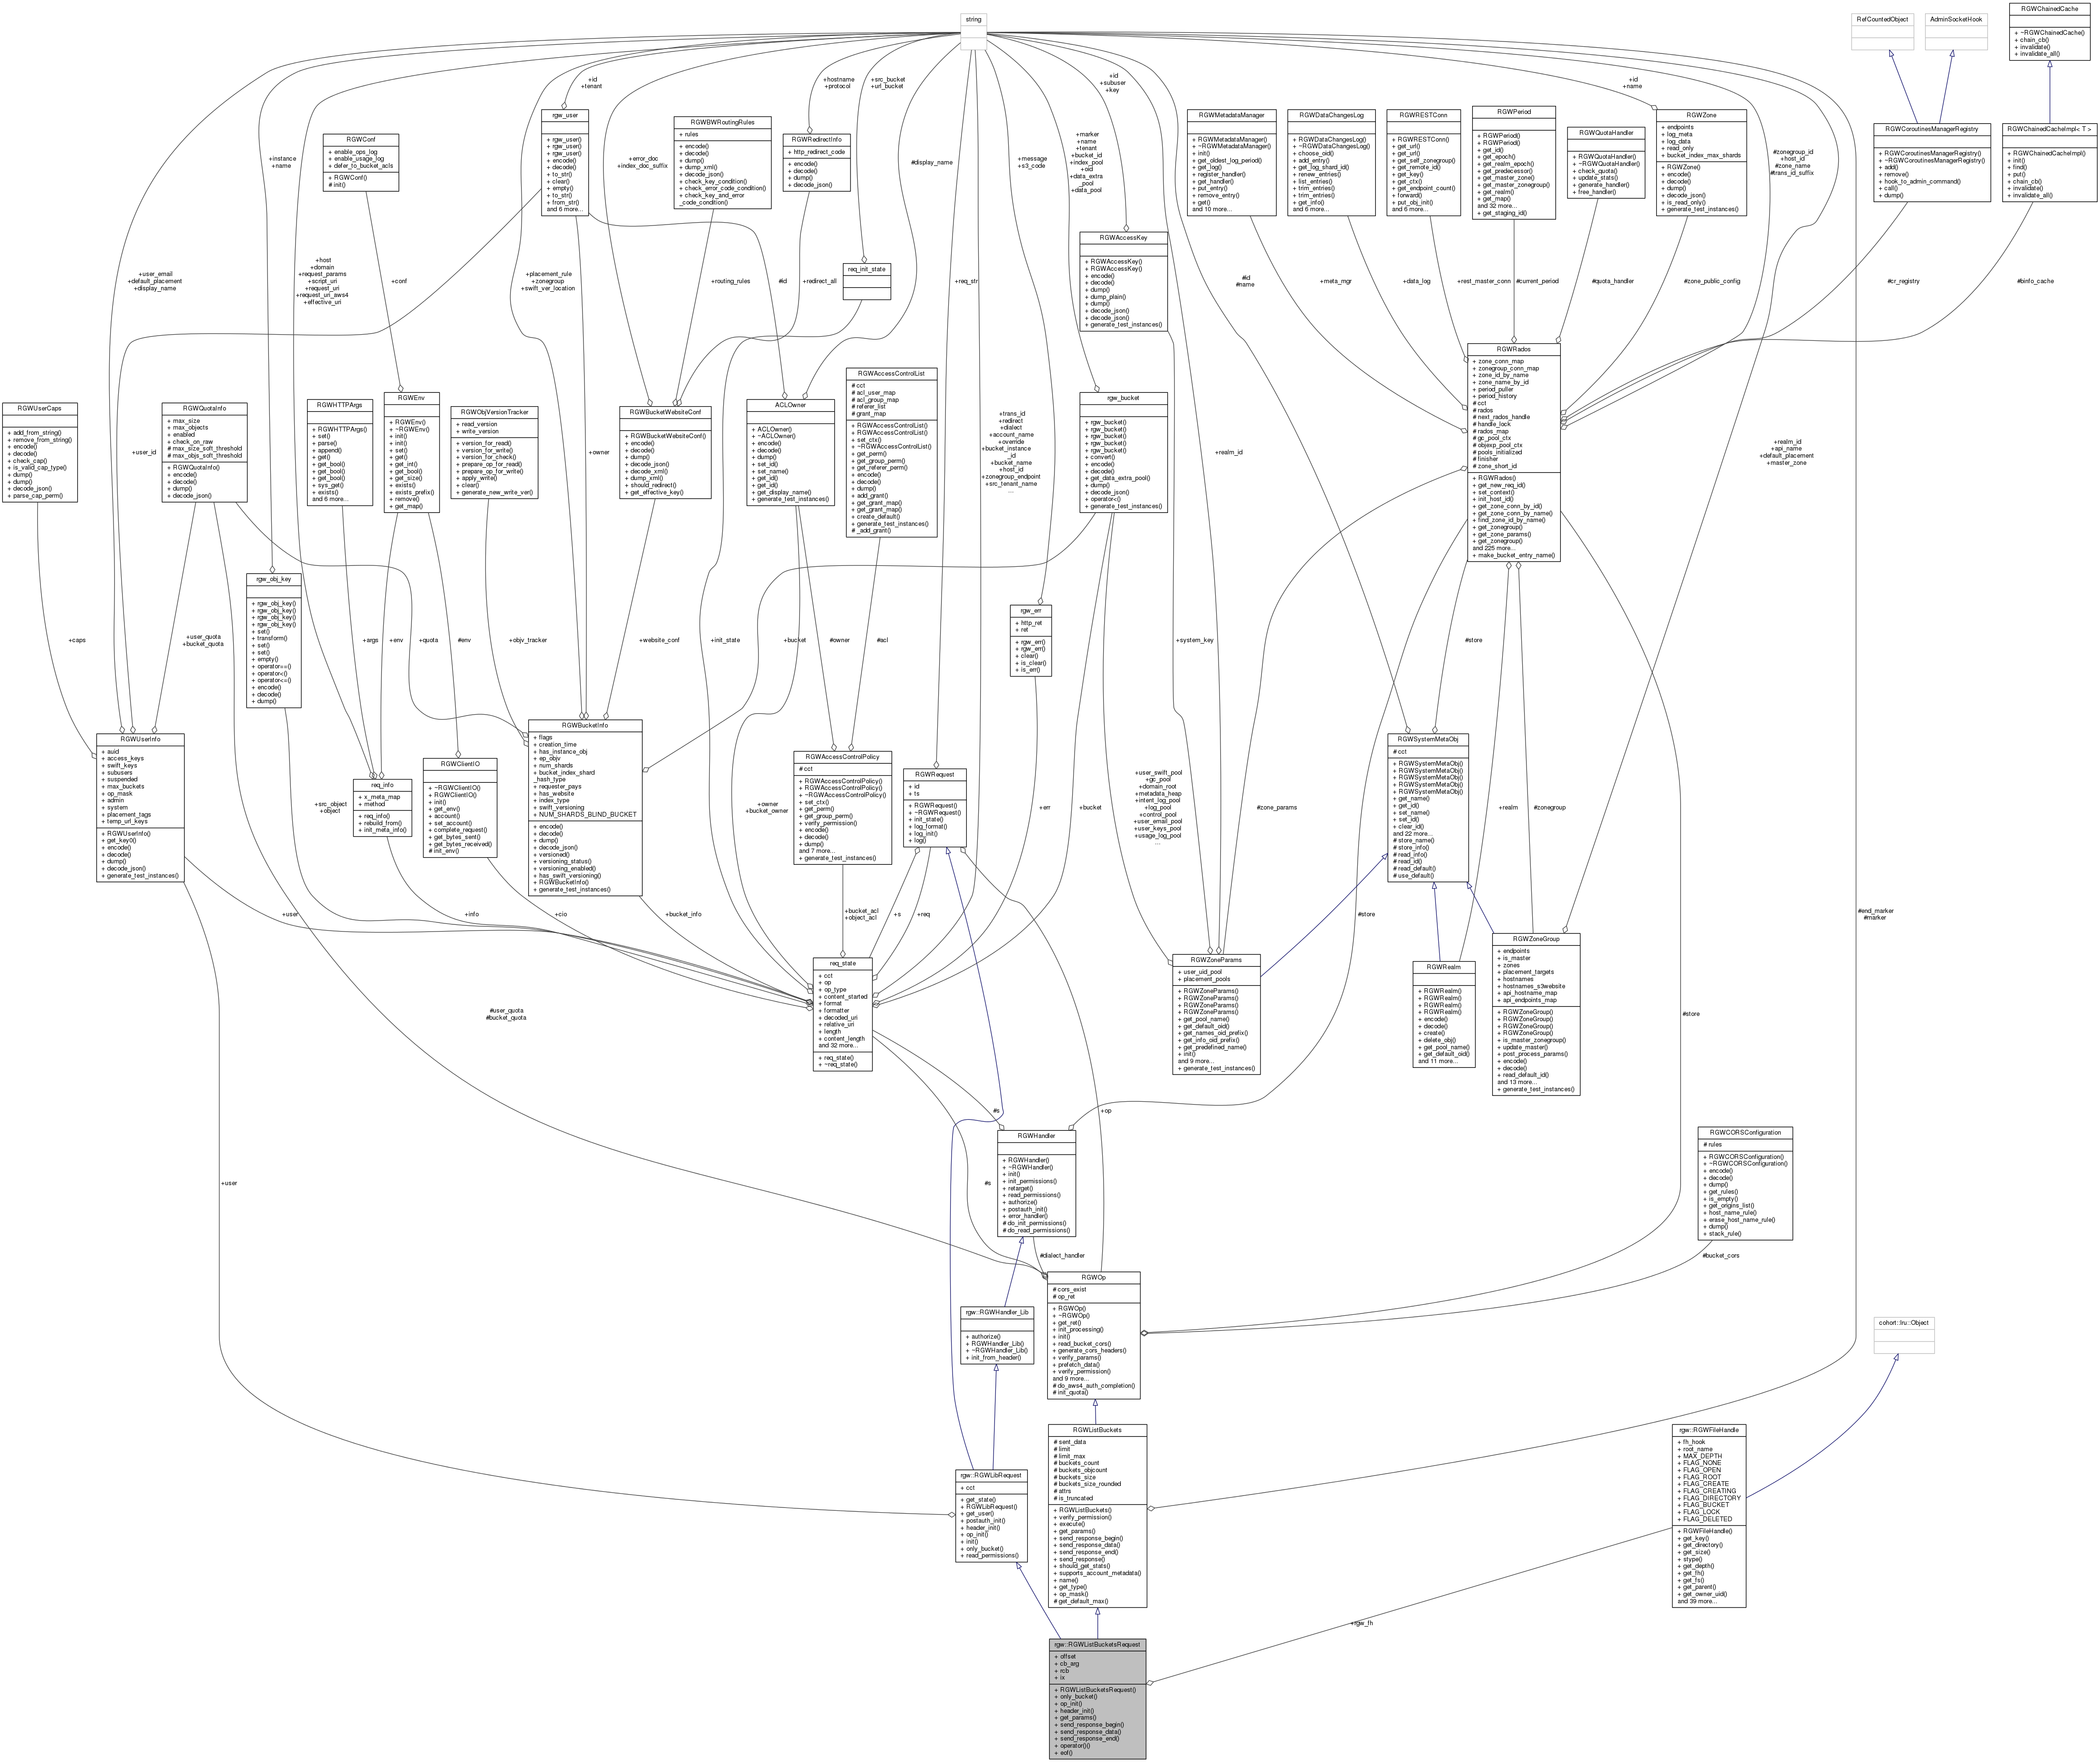 string
RefCountedObject
AdminSocketHook
RGWChainedCache
+ ~RGWChainedCache()
+ chain_cb()
+ invalidate()
+ invalidate_all()
+id
+tenant
+hostname
+protocol
+src_bucket
+url_bucket
+id
+subuser
+key
+id
+name
rgw_user
+ rgw_user()
+ rgw_user()
+ rgw_user()
+ encode()
+ decode()
+ to_str()
+ clear()
+ empty()
+ to_str()
+ from_str()
and 6 more...
RGWBWRoutingRules
+ rules
+ encode()
+ decode()
+ dump()
+ dump_xml()
+ decode_json()
+ check_key_condition()
+ check_error_code_condition()
+ check_key_and_error
_code_condition()
RGWRedirectInfo
+ http_redirect_code
+ encode()
+ decode()
+ dump()
+ decode_json()
RGWMetadataManager
+ RGWMetadataManager()
+ ~RGWMetadataManager()
+ init()
+ get_oldest_log_period()
+ get_log()
+ register_handler()
+ get_handler()
+ put_entry()
+ remove_entry()
+ get()
and 10 more...
RGWDataChangesLog
+ RGWDataChangesLog()
+ ~RGWDataChangesLog()
+ choose_oid()
+ add_entry()
+ get_log_shard_id()
+ renew_entries()
+ list_entries()
+ trim_entries()
+ trim_entries()
+ get_info()
and 6 more...
RGWRESTConn
+ RGWRESTConn()
+ get_url()
+ get_url()
+ get_self_zonegroup()
+ get_remote_id()
+ get_key()
+ get_ctx()
+ get_endpoint_count()
+ forward()
+ put_obj_init()
and 6 more...
RGWPeriod
+ RGWPeriod()
+ RGWPeriod()
+ get_id()
+ get_epoch()
+ get_realm_epoch()
+ get_predecessor()
+ get_master_zone()
+ get_master_zonegroup()
+ get_realm()
+ get_map()
and 32 more...
+ get_staging_id()
RGWQuotaHandler
+ RGWQuotaHandler()
+ ~RGWQuotaHandler()
+ check_quota()
+ update_stats()
+ generate_handler()
+ free_handler()
RGWZone
+ endpoints
+ log_meta
+ log_data
+ read_only
+ bucket_index_max_shards
+ RGWZone()
+ encode()
+ decode()
+ dump()
+ decode_json()
+ is_read_only()
+ generate_test_instances()
RGWCoroutinesManagerRegistry
+ RGWCoroutinesManagerRegistry()
+ ~RGWCoroutinesManagerRegistry()
+ add()
+ remove()
+ hook_to_admin_command()
+ call()
+ dump()
RGWChainedCacheImpl< T >
+ RGWChainedCacheImpl()
+ init()
+ find()
+ put()
+ chain_cb()
+ invalidate()
+ invalidate_all()
RGWConf
+ enable_ops_log
+ enable_usage_log
+ defer_to_bucket_acls
+ RGWConf()
# init()
+instance
+name
+error_doc
+index_doc_suffix
#display_name
+message
+s3_code
+marker
+name
+tenant
+bucket_id
+index_pool
+oid
+data_extra
_pool
+data_pool
#zonegroup_id
+host_id
#zone_name
#trans_id_suffix
+user_email
+default_placement
+display_name
+host
+domain
+request_params
+script_uri
+request_uri
+request_uri_aws4
+effective_uri
+conf
+placement_rule
+zonegroup
+swift_ver_location
+routing_rules
#id
+redirect_all
req_init_state
+req_str
RGWAccessKey
+ RGWAccessKey()
+ RGWAccessKey()
+ encode()
+ decode()
+ dump()
+ dump_plain()
+ dump()
+ decode_json()
+ decode_json()
+ generate_test_instances()
#id
#name
+meta_mgr
+data_log
+rest_master_conn
#current_period
#quota_handler
#zone_public_config
#cr_registry
#binfo_cache
RGWUserCaps
+ add_from_string()
+ remove_from_string()
+ encode()
+ decode()
+ check_cap()
+ is_valid_cap_type()
+ dump()
+ dump()
+ decode_json()
+ parse_cap_perm()
RGWQuotaInfo
+ max_size
+ max_objects
+ enabled
+ check_on_raw
# max_size_soft_threshold
# max_objs_soft_threshold
+ RGWQuotaInfo()
+ encode()
+ decode()
+ dump()
+ decode_json()
RGWHTTPArgs
+ RGWHTTPArgs()
+ set()
+ parse()
+ append()
+ get()
+ get_bool()
+ get_bool()
+ get_bool()
+ sys_get()
+ exists()
and 6 more...
RGWEnv
+ RGWEnv()
+ ~RGWEnv()
+ init()
+ init()
+ set()
+ get()
+ get_int()
+ get_bool()
+ get_size()
+ exists()
+ exists_prefix()
+ remove()
+ get_map()
RGWObjVersionTracker
+ read_version
+ write_version
+ version_for_read()
+ version_for_write()
+ version_for_check()
+ prepare_op_for_read()
+ prepare_op_for_write()
+ apply_write()
+ clear()
+ generate_new_write_ver()
RGWBucketWebsiteConf
+ RGWBucketWebsiteConf()
+ encode()
+ decode()
+ dump()
+ decode_json()
+ decode_xml()
+ dump_xml()
+ should_redirect()
+ get_effective_key()
ACLOwner
+ ACLOwner()
+ ~ACLOwner()
+ encode()
+ decode()
+ dump()
+ set_id()
+ set_name()
+ get_id()
+ get_id()
+ get_display_name()
+ generate_test_instances()
RGWAccessControlList
# cct
# acl_user_map
# acl_group_map
# referer_list
# grant_map
+ RGWAccessControlList()
+ RGWAccessControlList()
+ set_ctx()
+ ~RGWAccessControlList()
+ get_perm()
+ get_group_perm()
+ get_referer_perm()
+ encode()
+ decode()
+ dump()
+ add_grant()
+ get_grant_map()
+ get_grant_map()
+ create_default()
+ generate_test_instances()
# _add_grant()
rgw_bucket
+ rgw_bucket()
+ rgw_bucket()
+ rgw_bucket()
+ rgw_bucket()
+ rgw_bucket()
+ convert()
+ encode()
+ decode()
+ get_data_extra_pool()
+ dump()
+ decode_json()
+ operator<()
+ generate_test_instances()
RGWRados
+ zone_conn_map
+ zonegroup_conn_map
+ zone_id_by_name
+ zone_name_by_id
+ period_puller
+ period_history
# cct
# rados
# next_rados_handle
# handle_lock
# rados_map
# gc_pool_ctx
# objexp_pool_ctx
# pools_initialized
# finisher
# zone_short_id
+ RGWRados()
+ get_new_req_id()
+ set_context()
+ init_host_id()
+ get_zone_conn_by_id()
+ get_zone_conn_by_name()
+ find_zone_id_by_name()
+ get_zonegroup()
+ get_zone_params()
+ get_zonegroup()
and 225 more...
+ make_bucket_entry_name()
+user_id
+owner
+trans_id
+redirect
+dialect
+account_name
+override
+bucket_instance
_id
+bucket_name
+host_id
+zonegroup_endpoint
+src_tenant_name
...
+realm_id
+realm_id
+api_name
+default_placement
+master_zone
rgw_obj_key
+ rgw_obj_key()
+ rgw_obj_key()
+ rgw_obj_key()
+ rgw_obj_key()
+ set()
+ transform()
+ set()
+ set()
+ empty()
+ operator==()
+ operator<()
+ operator<=()
+ encode()
+ decode()
+ dump()
rgw_err
+ http_ret
+ ret
+ rgw_err()
+ rgw_err()
+ clear()
+ is_clear()
+ is_err()
+caps
+user_quota
+bucket_quota
+args
+env
+quota
#env
+objv_tracker
+website_conf
+init_state
+bucket
#owner
#acl
+system_key
#store
RGWUserInfo
+ auid
+ access_keys
+ swift_keys
+ subusers
+ suspended
+ max_buckets
+ op_mask
+ admin
+ system
+ placement_tags
+ temp_url_keys
+ RGWUserInfo()
+ get_key0()
+ encode()
+ decode()
+ dump()
+ decode_json()
+ generate_test_instances()
+src_object
+object
req_info
+ x_meta_map
+ method
+ req_info()
+ rebuild_from()
+ init_meta_info()
RGWClientIO
+ ~RGWClientIO()
+ RGWClientIO()
+ init()
+ get_env()
+ account()
+ set_account()
+ complete_request()
+ get_bytes_sent()
+ get_bytes_received()
# init_env()
RGWBucketInfo
+ flags
+ creation_time
+ has_instance_obj
+ ep_objv
+ num_shards
+ bucket_index_shard
_hash_type
+ requester_pays
+ has_website
+ index_type
+ swift_versioning
+ NUM_SHARDS_BLIND_BUCKET
+ encode()
+ decode()
+ dump()
+ decode_json()
+ versioned()
+ versioning_status()
+ versioning_enabled()
+ has_swift_versioning()
+ RGWBucketInfo()
+ generate_test_instances()
+owner
+bucket_owner
RGWAccessControlPolicy
# cct
+ RGWAccessControlPolicy()
+ RGWAccessControlPolicy()
+ ~RGWAccessControlPolicy()
+ set_ctx()
+ get_perm()
+ get_group_perm()
+ verify_permission()
+ encode()
+ decode()
+ dump()
and 7 more...
+ generate_test_instances()
RGWRequest
+ id
+ ts
+ RGWRequest()
+ ~RGWRequest()
+ init_state()
+ log_format()
+ log_init()
+ log()
+err
+bucket
+user_swift_pool
+gc_pool
+domain_root
+metadata_heap
+intent_log_pool
+log_pool
+control_pool
+user_email_pool
+user_keys_pool
+usage_log_pool
...
#zone_params
RGWSystemMetaObj
# cct
+ RGWSystemMetaObj()
+ RGWSystemMetaObj()
+ RGWSystemMetaObj()
+ RGWSystemMetaObj()
+ RGWSystemMetaObj()
+ get_name()
+ get_id()
+ set_name()
+ set_id()
+ clear_id()
and 22 more...
# store_name()
# store_info()
# read_info()
# read_id()
# read_default()
# use_default()
+realm
#zonegroup
+user
+info
+cio
+bucket_info
+bucket_acl
+object_acl
+s
+req
#store
#end_marker
#marker
req_state
+ cct
+ op
+ op_type
+ content_started
+ format
+ formatter
+ decoded_uri
+ relative_uri
+ length
+ content_length
and 32 more...
+ req_state()
+ ~req_state()
RGWZoneParams
+ user_uid_pool
+ placement_pools
+ RGWZoneParams()
+ RGWZoneParams()
+ RGWZoneParams()
+ RGWZoneParams()
+ get_pool_name()
+ get_default_oid()
+ get_names_oid_prefix()
+ get_info_oid_prefix()
+ get_predefined_name()
+ init()
and 9 more...
+ generate_test_instances()
RGWRealm
+ RGWRealm()
+ RGWRealm()
+ RGWRealm()
+ RGWRealm()
+ encode()
+ decode()
+ create()
+ delete_obj()
+ get_pool_name()
+ get_default_oid()
and 11 more...
RGWZoneGroup
+ endpoints
+ is_master
+ zones
+ placement_targets
+ hostnames
+ hostnames_s3website
+ api_hostname_map
+ api_endpoints_map
+ RGWZoneGroup()
+ RGWZoneGroup()
+ RGWZoneGroup()
+ RGWZoneGroup()
+ is_master_zonegroup()
+ update_master()
+ post_process_params()
+ encode()
+ decode()
+ read_default_id()
and 13 more...
+ generate_test_instances()
#user_quota
#bucket_quota
#store
#s
+op
RGWHandler
+ RGWHandler()
+ ~RGWHandler()
+ init()
+ init_permissions()
+ retarget()
+ read_permissions()
+ authorize()
+ postauth_init()
+ error_handler()
# do_init_permissions()
# do_read_permissions()
RGWCORSConfiguration
# rules
+ RGWCORSConfiguration()
+ ~RGWCORSConfiguration()
+ encode()
+ decode()
+ dump()
+ get_rules()
+ is_empty()
+ get_origins_list()
+ host_name_rule()
+ erase_host_name_rule()
+ dump()
+ stack_rule()
+user
#s
#dialect_handler
#bucket_cors
rgw::RGWHandler_Lib
+ authorize()
+ RGWHandler_Lib()
+ ~RGWHandler_Lib()
+ init_from_header()
RGWOp
# cors_exist
# op_ret
+ RGWOp()
+ ~RGWOp()
+ get_ret()
+ init_processing()
+ init()
+ read_bucket_cors()
+ generate_cors_headers()
+ verify_params()
+ prefetch_data()
+ verify_permission()
and 9 more...
# do_aws4_auth_completion()
# init_quota()
cohort::lru::Object
rgw::RGWLibRequest
+ cct
+ get_state()
+ RGWLibRequest()
+ get_user()
+ postauth_init()
+ header_init()
+ op_init()
+ init()
+ only_bucket()
+ read_permissions()
RGWListBuckets
# sent_data
# limit
# limit_max
# buckets_count
# buckets_objcount
# buckets_size
# buckets_size_rounded
# attrs
# is_truncated
+ RGWListBuckets()
+ verify_permission()
+ execute()
+ get_params()
+ send_response_begin()
+ send_response_data()
+ send_response_end()
+ send_response()
+ should_get_stats()
+ supports_account_metadata()
+ name()
+ get_type()
+ op_mask()
# get_default_max()
rgw::RGWFileHandle
+ fh_hook
+ root_name
+ MAX_DEPTH
+ FLAG_NONE
+ FLAG_OPEN
+ FLAG_ROOT
+ FLAG_CREATE
+ FLAG_CREATING
+ FLAG_DIRECTORY
+ FLAG_BUCKET
+ FLAG_LOCK
+ FLAG_DELETED
+ RGWFileHandle()
+ get_key()
+ get_directory()
+ get_size()
+ stype()
+ get_depth()
+ get_fh()
+ get_fs()
+ get_parent()
+ get_owner_uid()
and 39 more...
+rgw_fh
rgw::RGWListBucketsRequest
+ offset
+ cb_arg
+ rcb
+ ix
+ RGWListBucketsRequest()
+ only_bucket()
+ op_init()
+ header_init()
+ get_params()
+ send_response_begin()
+ send_response_data()
+ send_response_end()
+ operator()()
+ eof()